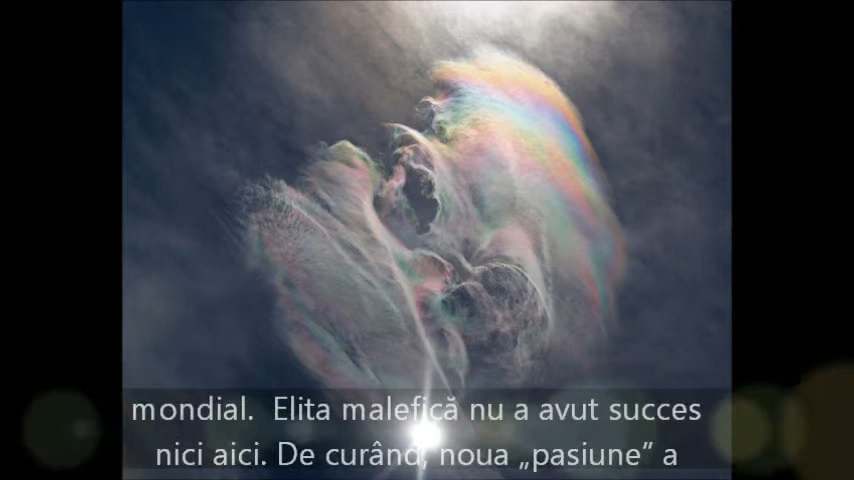 mondial. Elita malefică nu a avut succes
nici aici. De curând, noua „pasiune” a